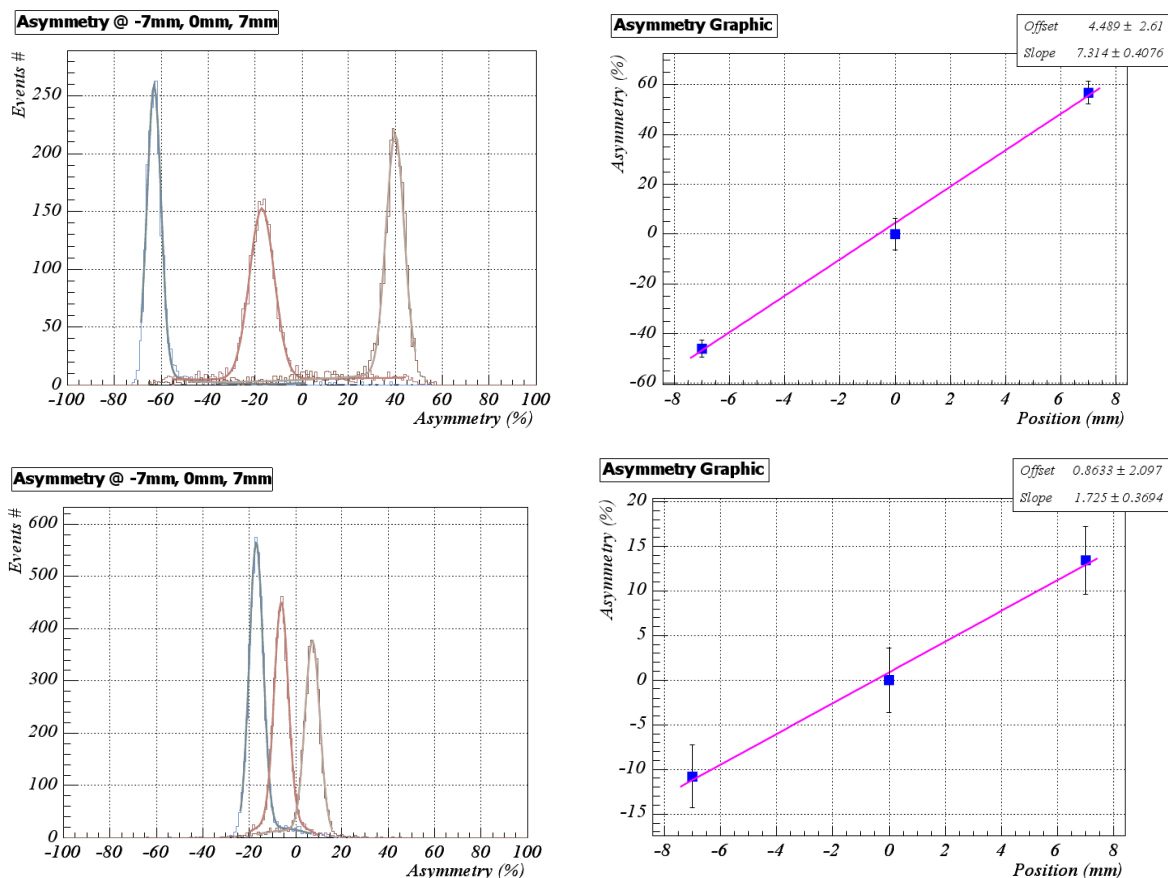 Asymmetry @ -7mm, 0mm, 7mm
Events #
250
200
150
100
50
0
-100 -80 -60 -40 -20 0 20 40 60 80 100
Asymmetry (%)
Asymmetry Graphic
Offset 4.489 ± 2.61
Slope 7.314 ± 0.4076
Asymmetry (%)
60
40
20
0
-20
-40
-60
-8 -6 -4 -2 0 2 4 6 8
Position (mm)
Asymmetry @ -7mm, 0mm, 7mm
Events #
600
500
400
300
200
100
0
-100 -80 -60 -40 -20 0 20 40 60 80 100
Asymmetry (%)
Asymmetry Graphic
Offset 0.8633 ± 2.097
Slope 1.725 ± 0.3694
Asymmetry (%)
20
15
10
5
0
-5
-10
-15
-8 -6 -4 -2 0 2 4 6 8
Position (mm)